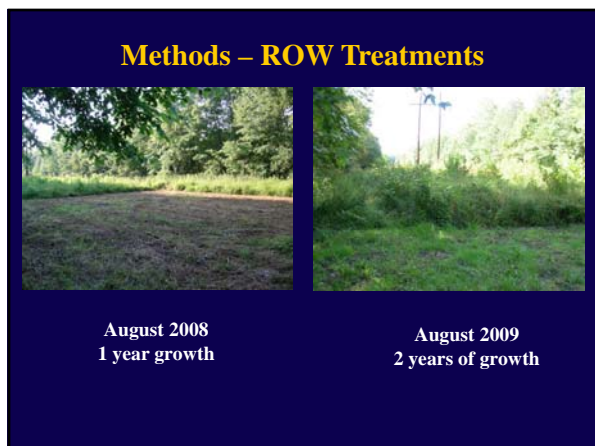 Methods – ROW Treatments
August 2008
1 year growth
August 2009
2 years of growth